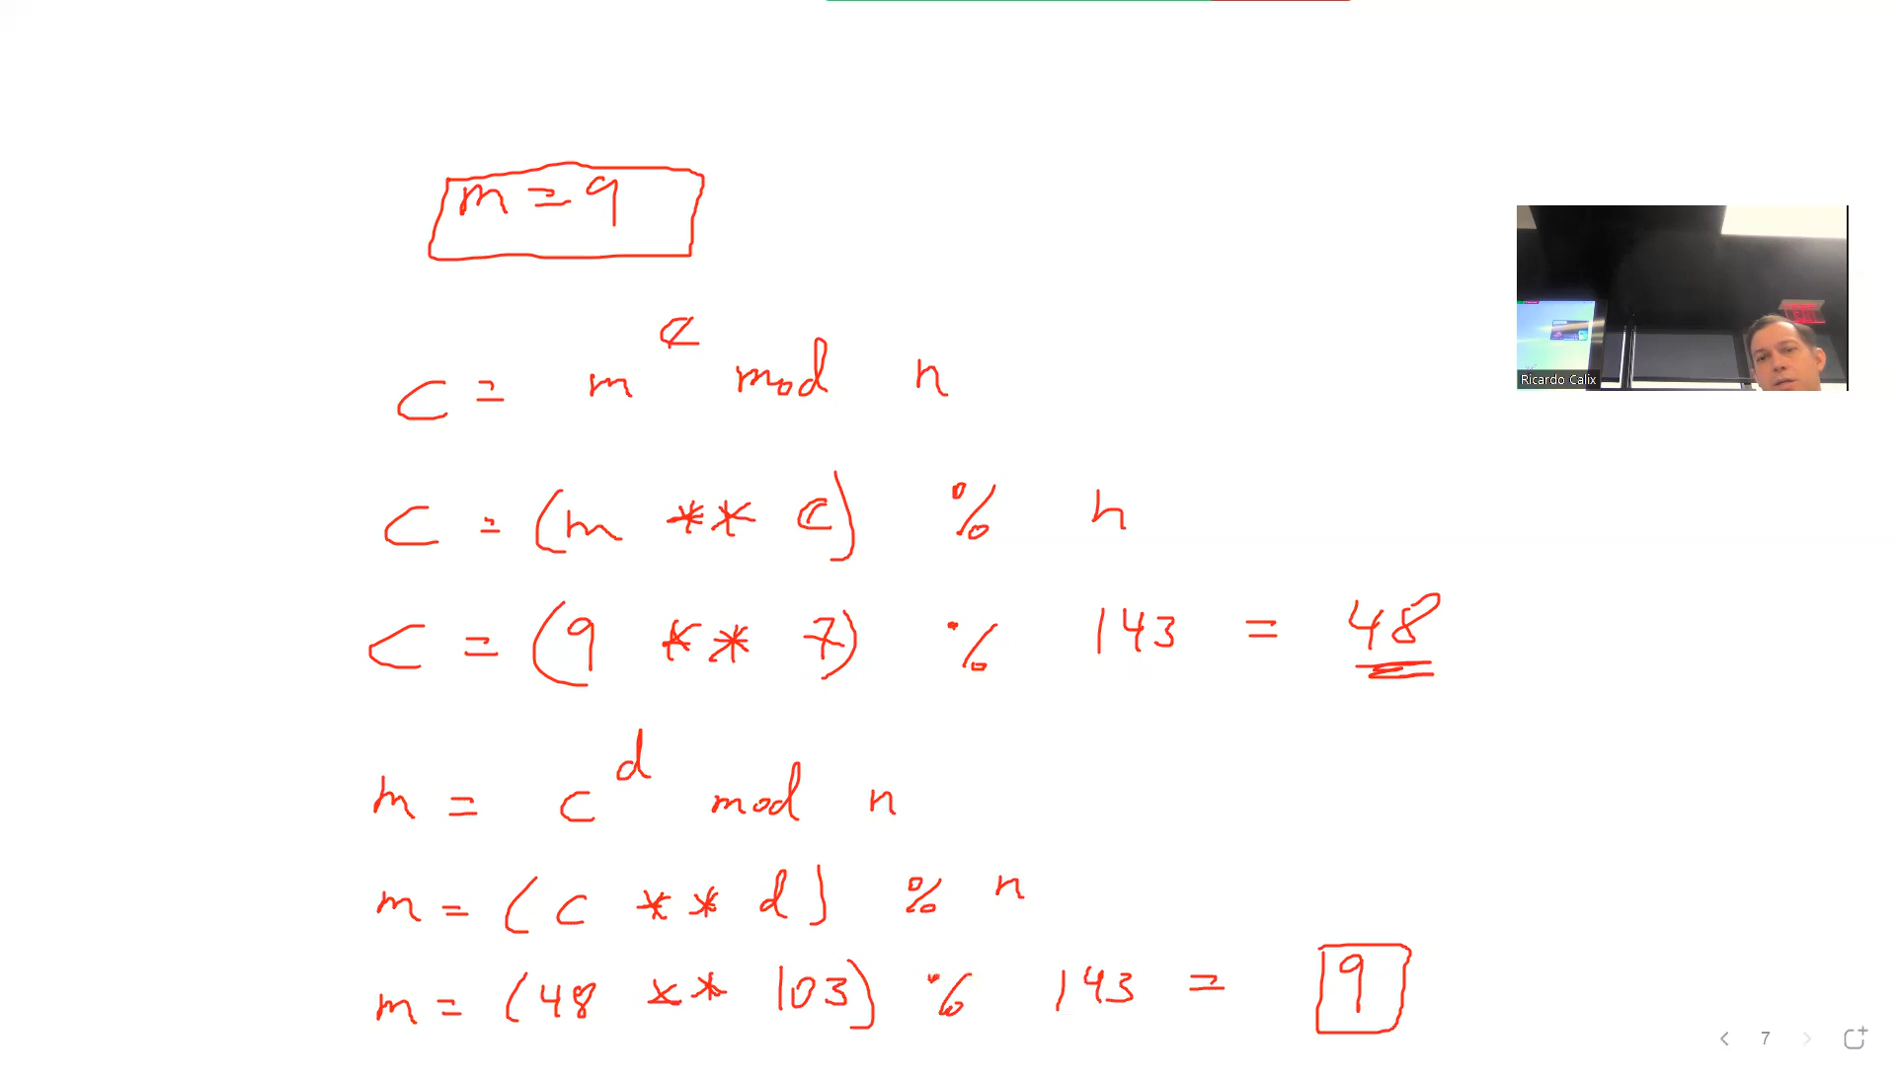 m = 9
c = m^e mod n
c = (m ** e) % n
c = (9 ** 7) % 143 = 48
m = c^d mod n
m = (c ** d) % n
m = (48 ** 103) % 143 = 9
Ricardo Calix
7